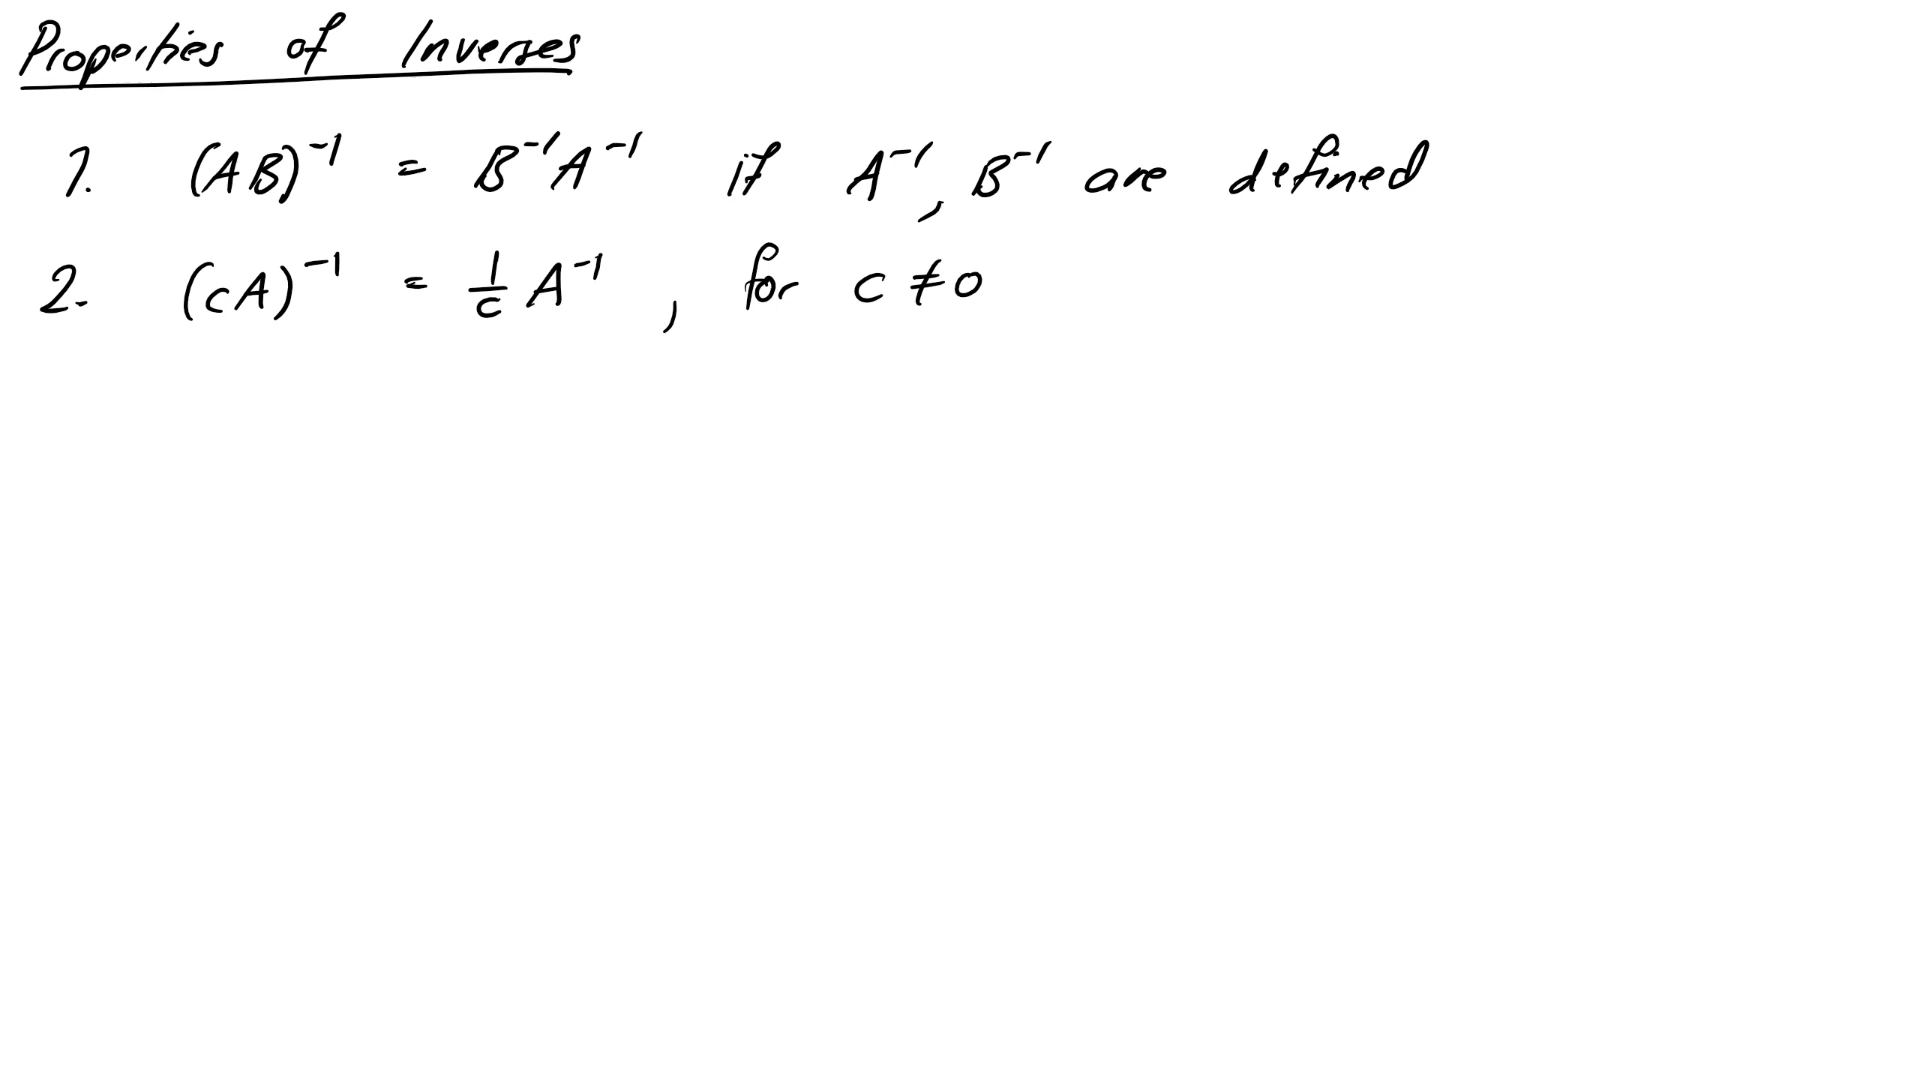 Properties of Inverses
1. (AB)⁻¹ = B⁻¹A⁻¹ if A⁻¹, B⁻¹ are defined
2. (cA)⁻¹ = 1/c A⁻¹, for c ≠ 0